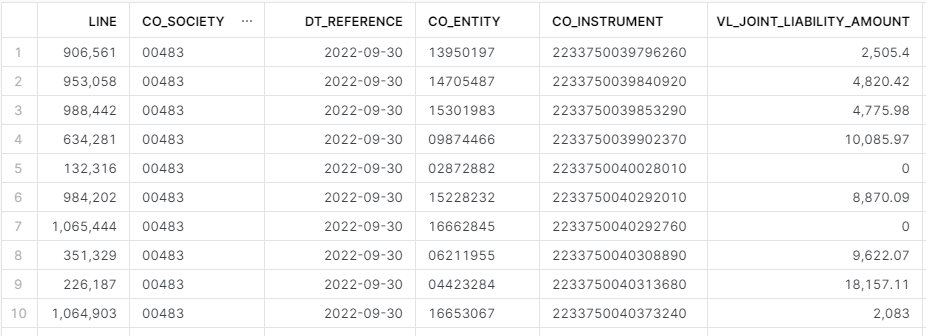 LINE CO_SOCIETY ... DT_REFERENCE CO_ENTITY CO_INSTRUMENT VL_JOINT_LIABILITY_AMOUNT
1 906,561 00483 2022-09-30 13950197 2233750039796260 2,505.4
2 953,058 00483 2022-09-30 14705487 2233750039840920 4,820.42
3 988,442 00483 2022-09-30 15301983 2233750039853290 4,775.98
4 634,281 00483 2022-09-30 09874466 2233750039902370 10,085.97
5 132,316 00483 2022-09-30 02872882 2233750040028010 0
6 984,202 00483 2022-09-30 15228232 2233750040292010 8,870.09
7 1,065,444 00483 2022-09-30 16662845 2233750040292760 0
8 351,329 00483 2022-09-30 06211955 2233750040308890 9,622.07
9 226,187 00483 2022-09-30 04423284 2233750040313680 18,157.11
10 1,064,903 00483 2022-09-30 16653067 2233750040373240 2,083